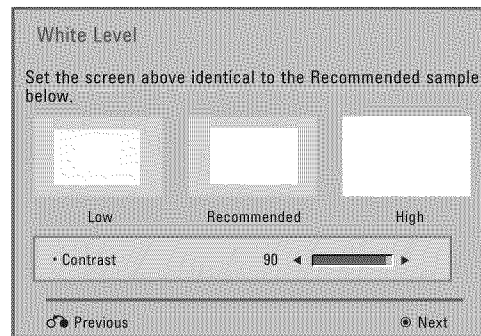 White Level
Set the screen above identical to the Recommended sample
below.
Low Recommended High
• Contrast 90 ◄ ►
Previous ◉ Next